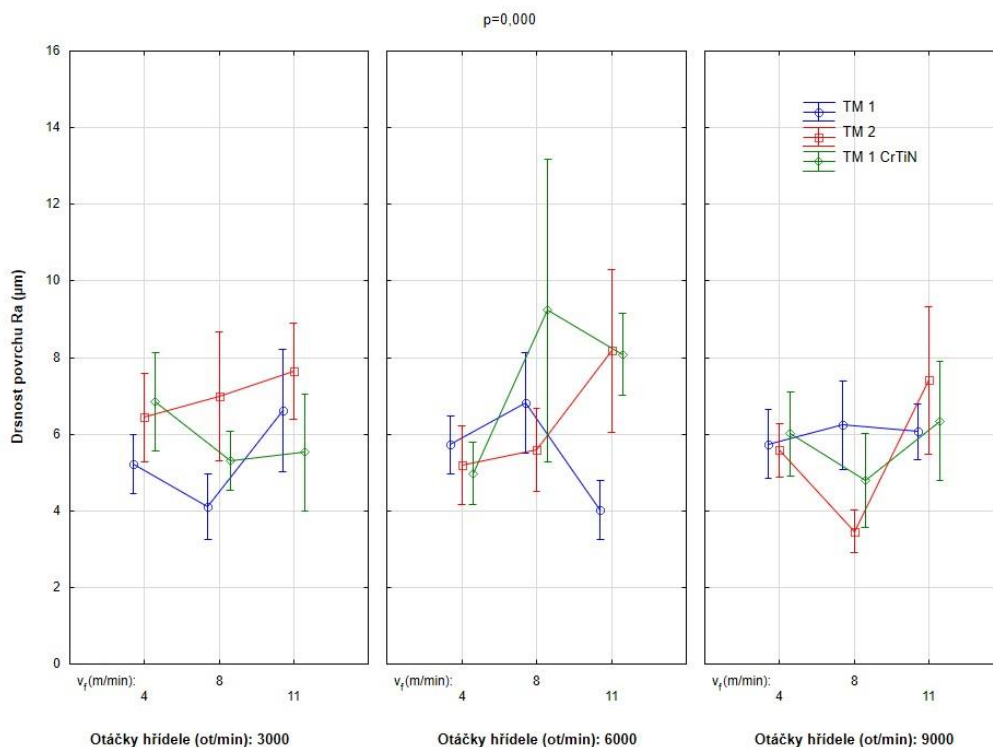 p=0,000
Drsnost povrchu Ra (µm)
16
14
12
10
8
6
4
2
0
TM 1
TM 2
TM 1 CrTiN
vf(m/min): 8 vf(m/min): 8 vf(m/min): 8
4 11 4 11 4 11
Otáčky hřídele (ot/min): 3000 Otáčky hřídele (ot/min): 6000 Otáčky hřídele (ot/min): 9000